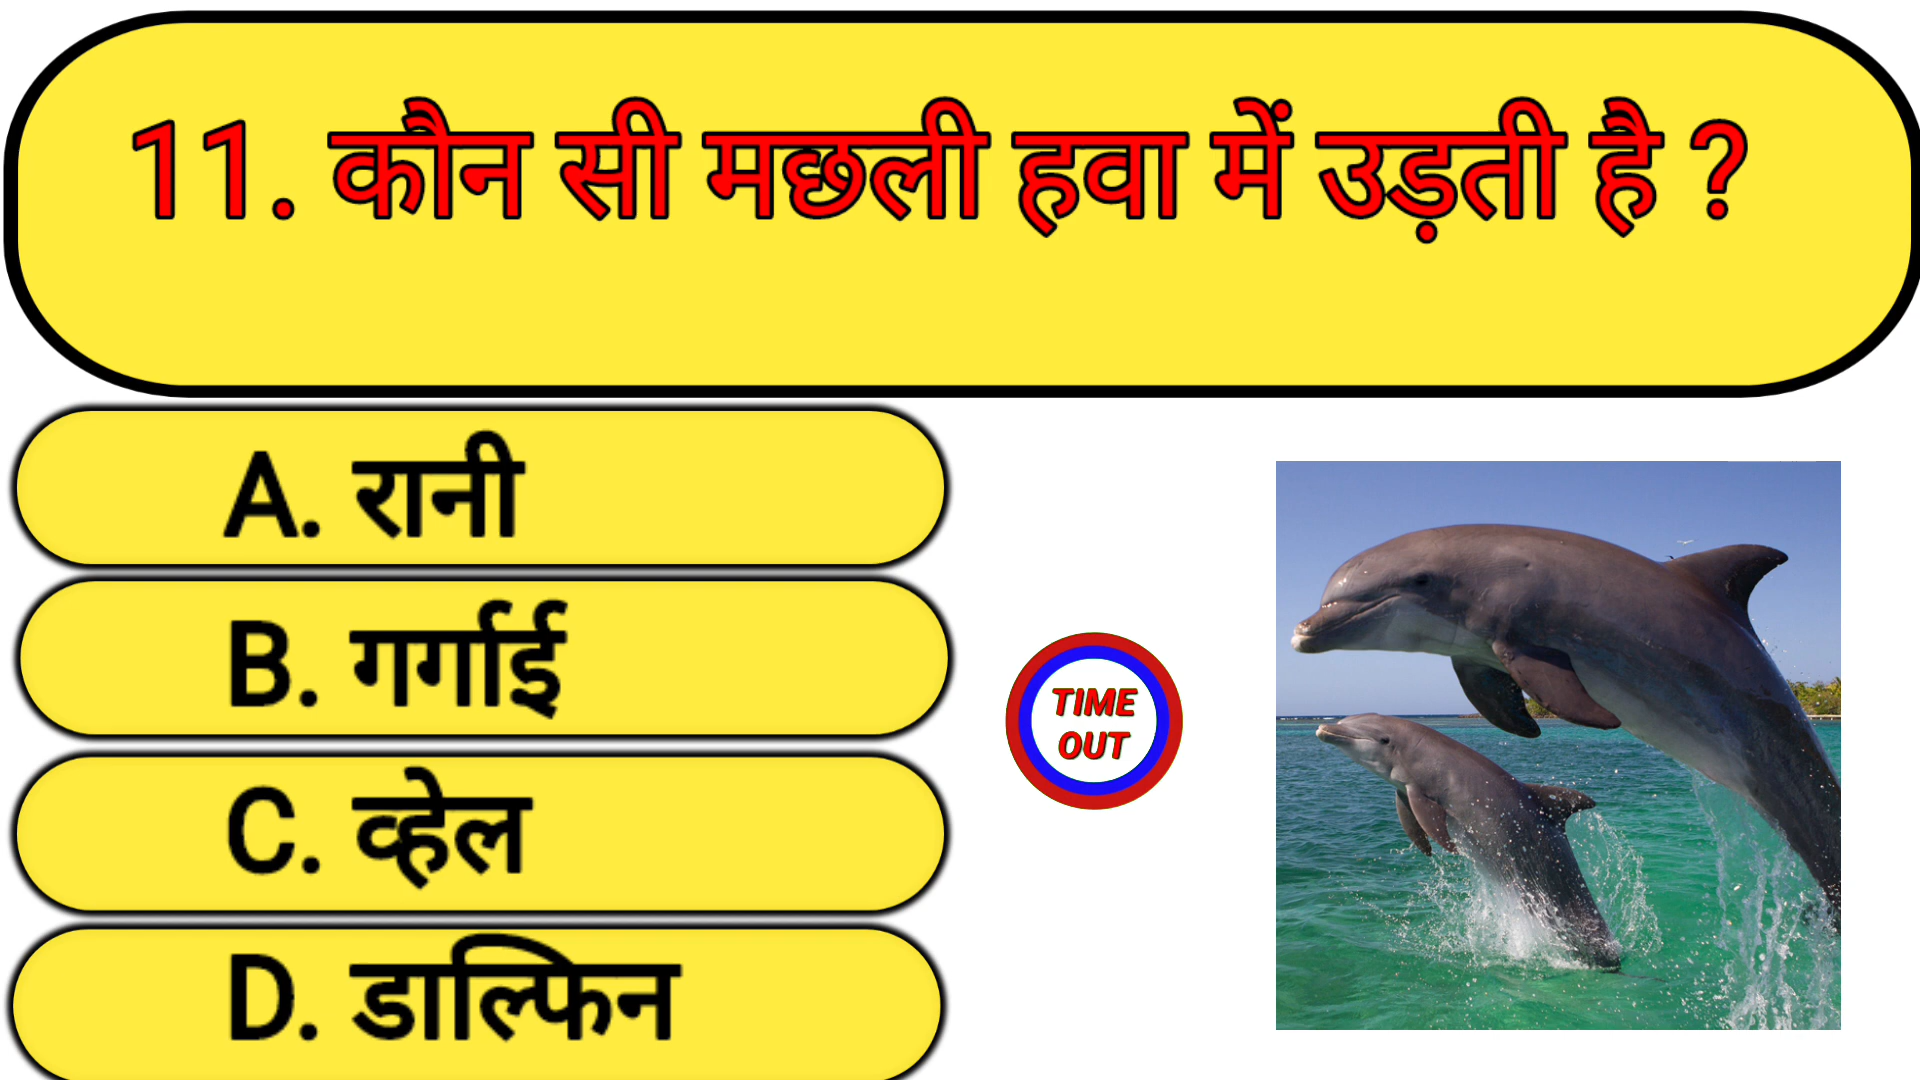 11. कौन सी मछली हवा में उड़ती है ?
A. रानी
B. गर्गाई
C. व्हेल
D. डाल्फिन
TIME
OUT